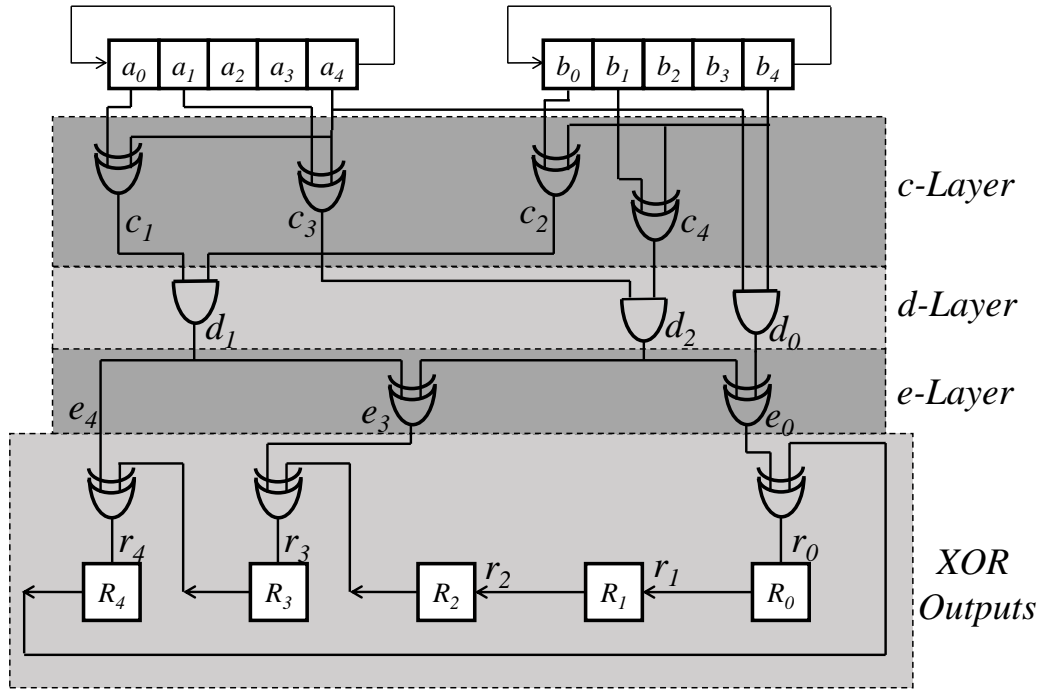 a₀ a₁ a₂ a₃ a₄
b₀ b₁ b₂ b₃ b₄
c₁ c₃ c₂ c₄
c-Layer
d₁ d₂ d₀
d-Layer
e₄ e₃ e₀
e-Layer
r₄ r₃ r₂ r₁ r₀
R₄ R₃ R₂ R₁ R₀
XOR
Outputs